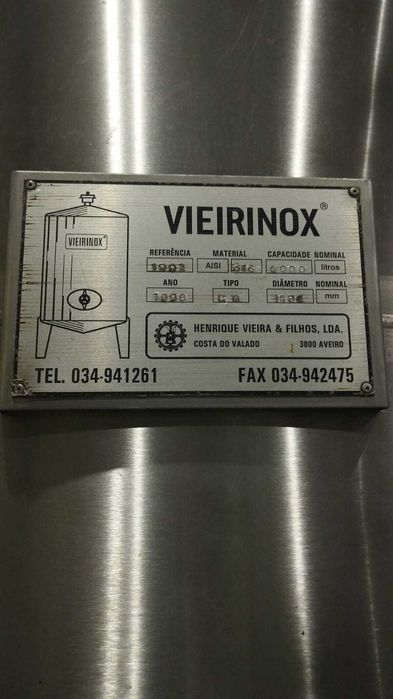 VIEIRINOX®
VIEIRINOX®
REFERÊNCIA MATERIAL CAPACIDADE NOMINAL
AISI litros
ANO TIPO DIÂMETRO NOMINAL
mm
HENRIQUE VIEIRA & FILHOS, LDA.
COSTA DO VALADO 3800 AVEIRO
TEL. 034-941261 FAX 034-942475